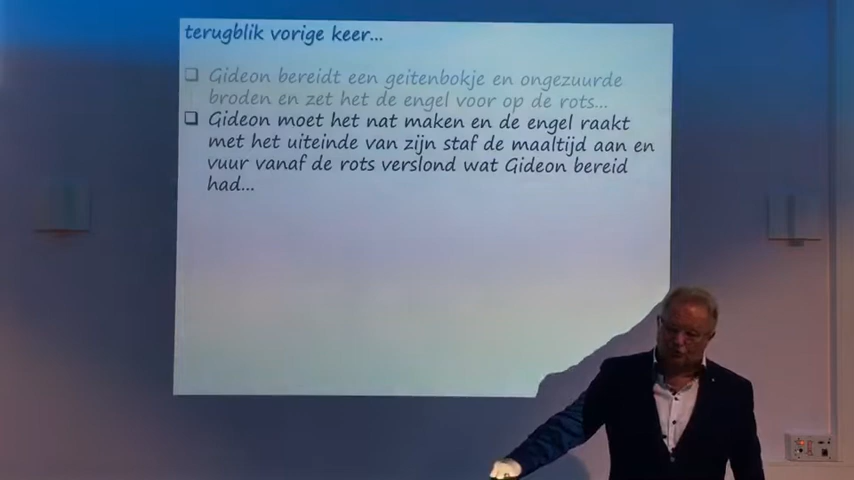 terugblik vorige keer...
❑ Gideon bereidt een geitenbokje en ongezuurde
broden en zet het de engel voor op de rots...
❑ Gideon moet het nat maken en de engel raakt
met het uiteinde van zijn staf de maaltijd aan en
vuur vanaf de rots verslond wat Gideon bereid
had...